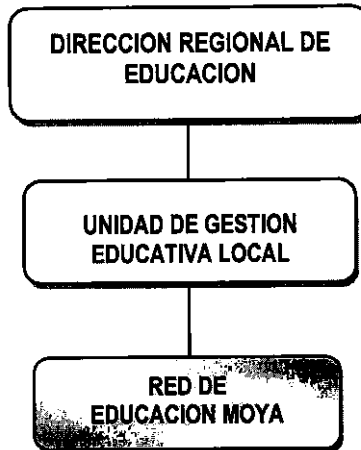 DIRECCION REGIONAL DE
EDUCACION
UNIDAD DE GESTION
EDUCATIVA LOCAL
RED DE
EDUCACION MOYA